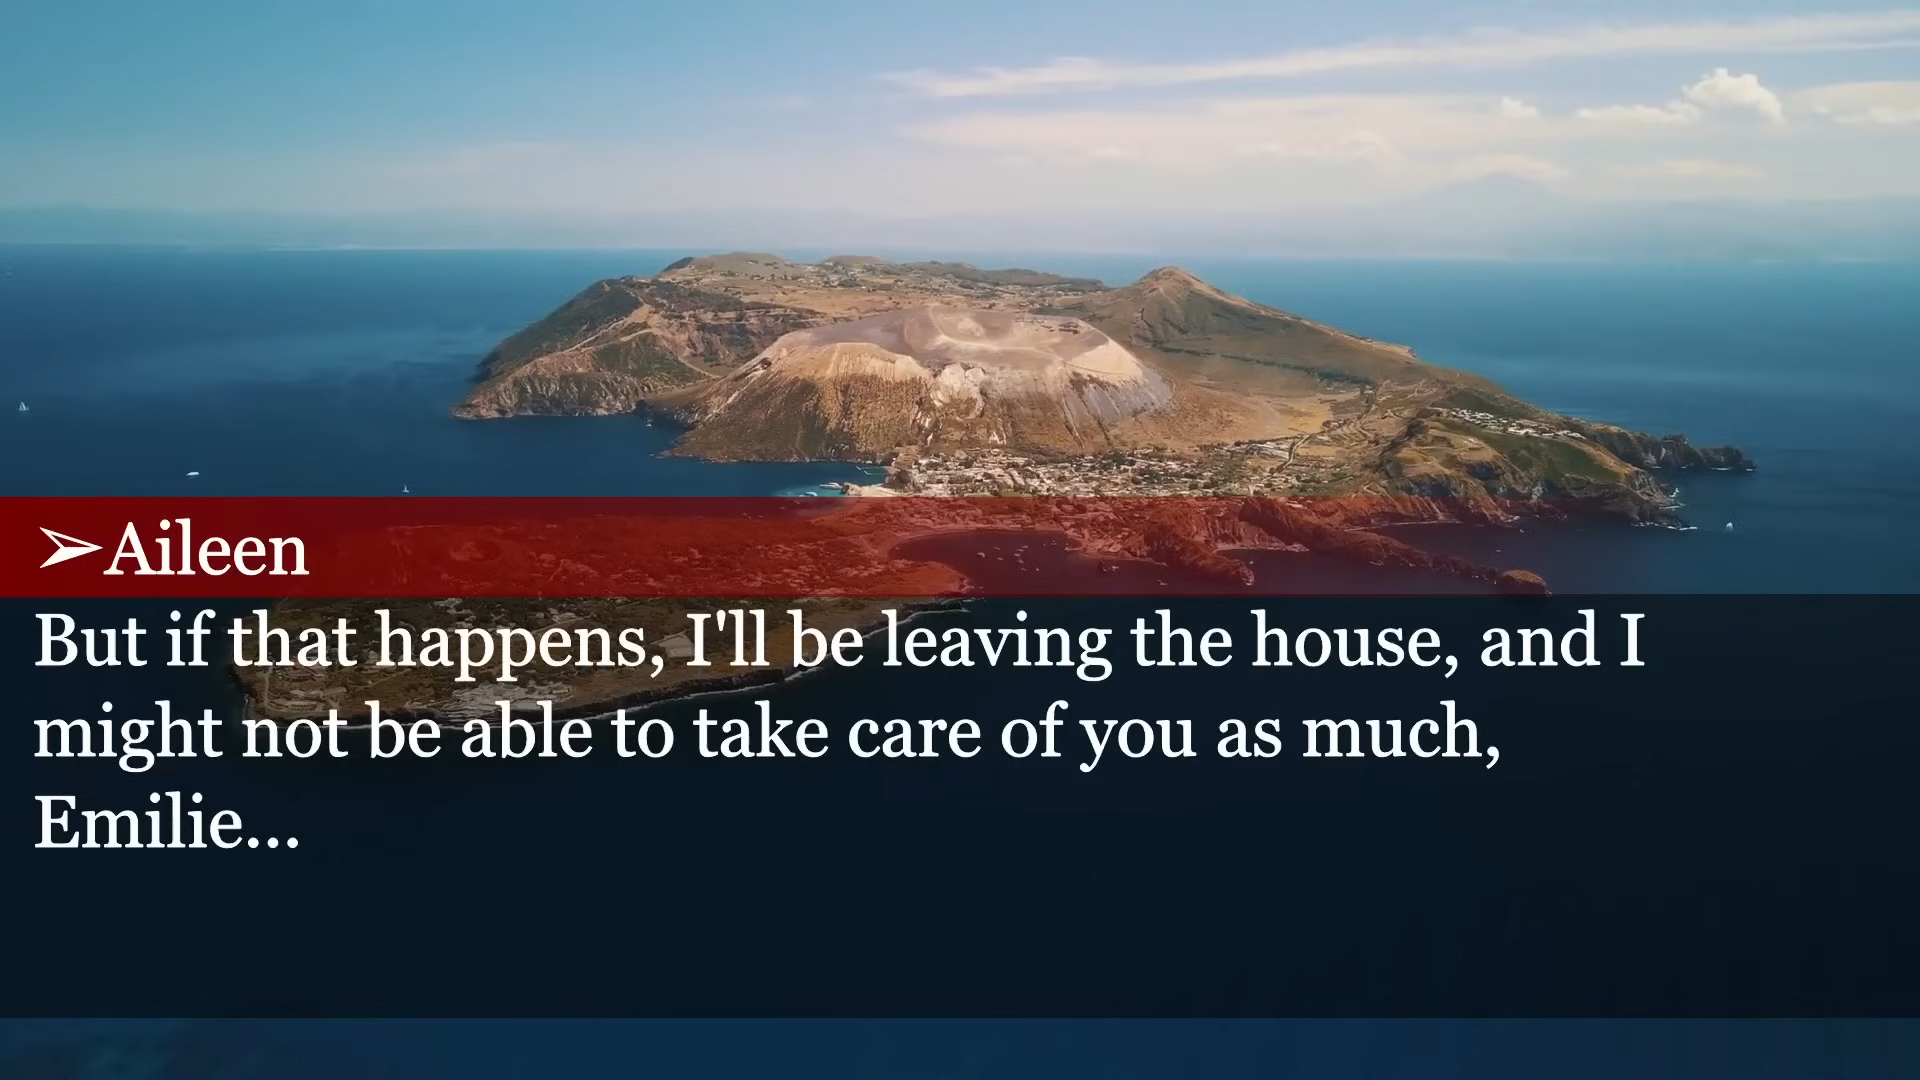 ➢Aileen
But if that happens, I'll be leaving the house, and I
might not be able to take care of you as much,
Emilie...